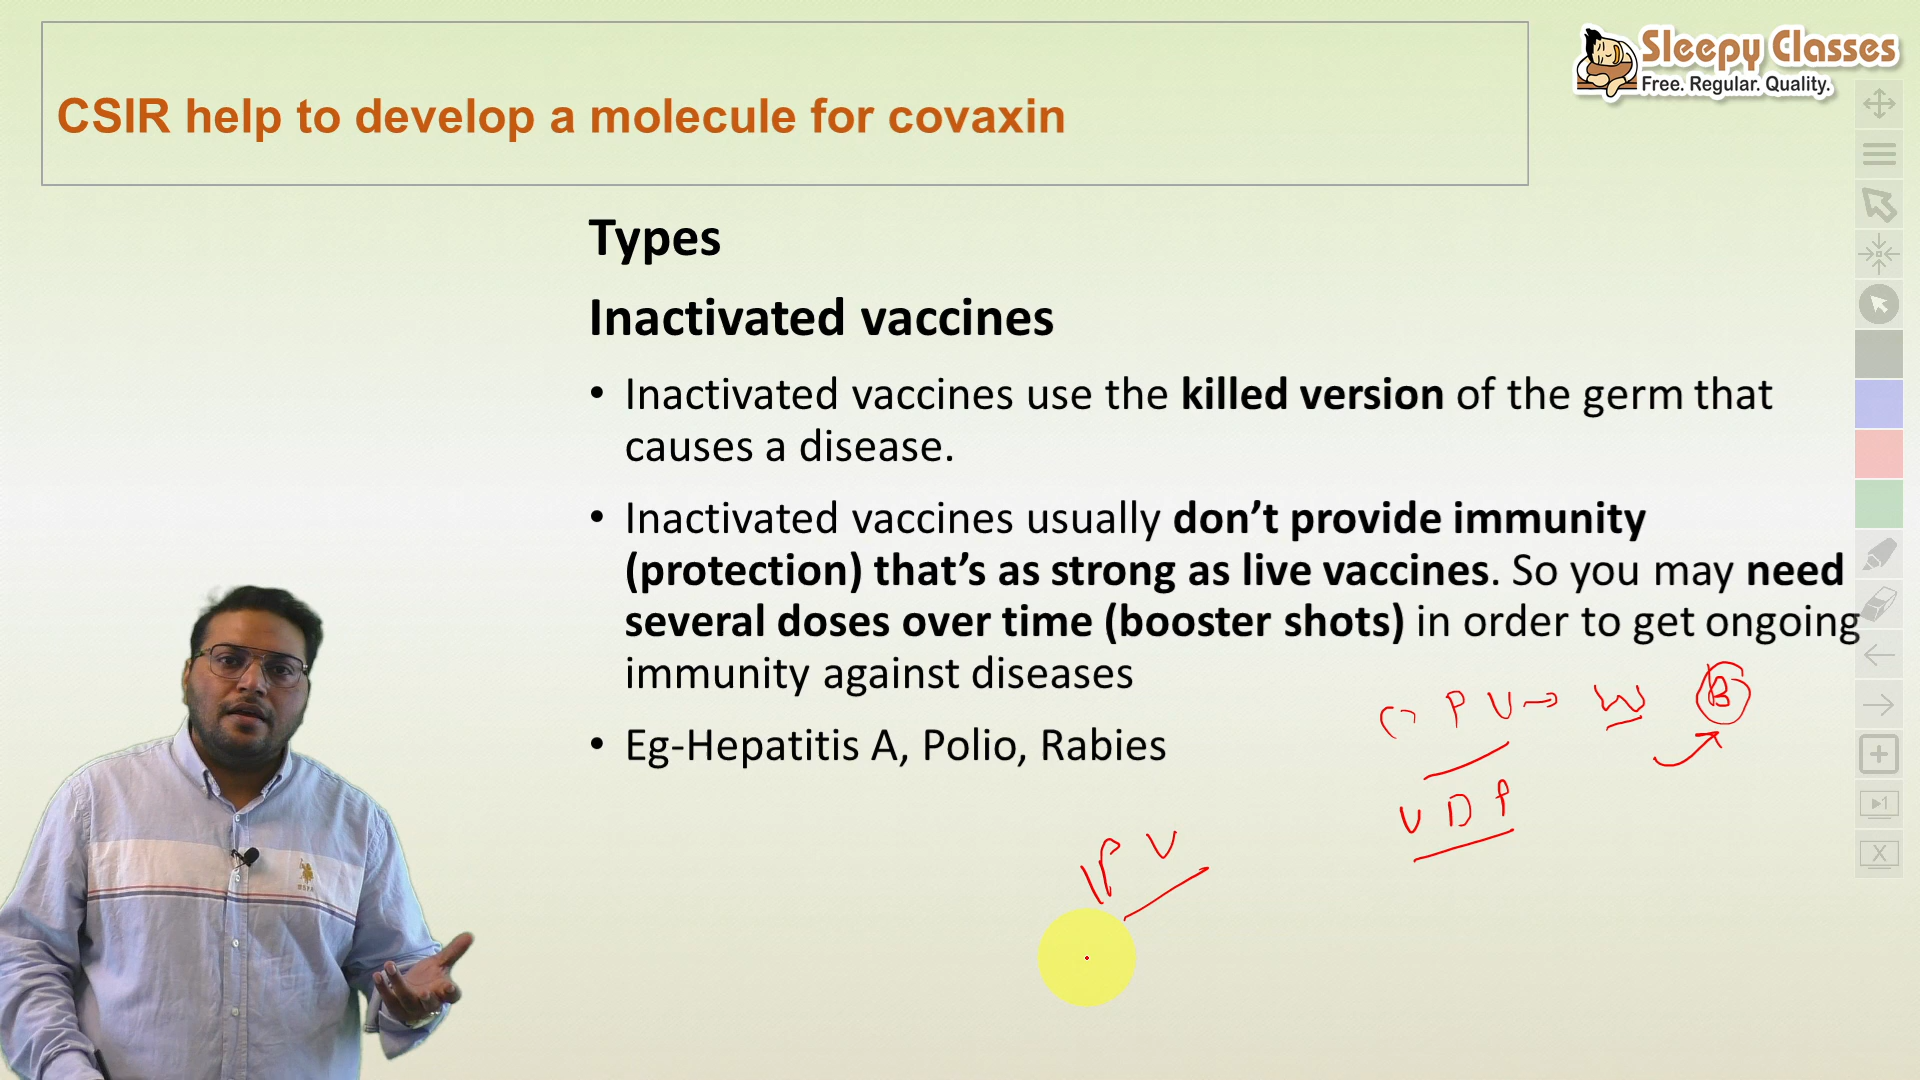 Sleepy Classes
Free. Regular. Quality.
CSIR help to develop a molecule for covaxin
Types
Inactivated vaccines
• Inactivated vaccines use the killed version of the germ that
causes a disease.
• Inactivated vaccines usually don’t provide immunity
(protection) that’s as strong as live vaccines. So you may need
several doses over time (booster shots) in order to get ongoing
immunity against diseases
• Eg-Hepatitis A, Polio, Rabies
P V → W B
V D P
IPV